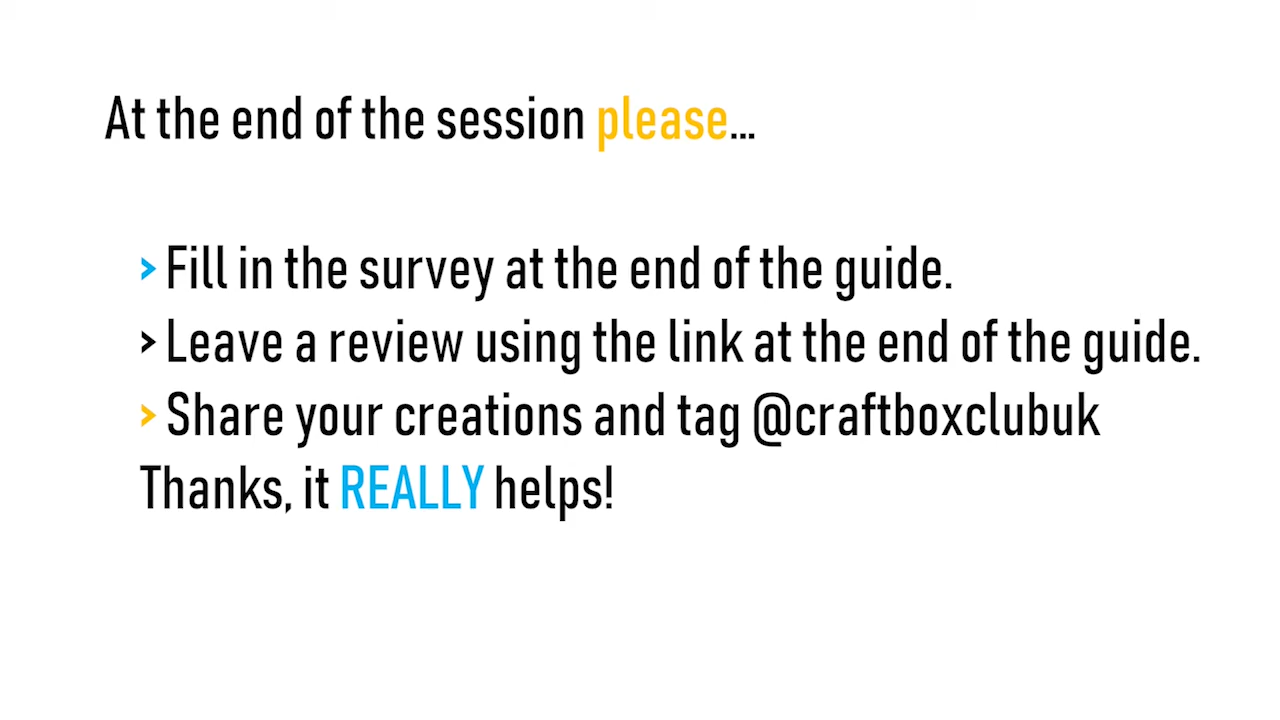 At the end of the session please...
> Fill in the survey at the end of the guide.
> Leave a review using the link at the end of the guide.
> Share your creations and tag @craftboxclubuk
Thanks, it REALLY helps!